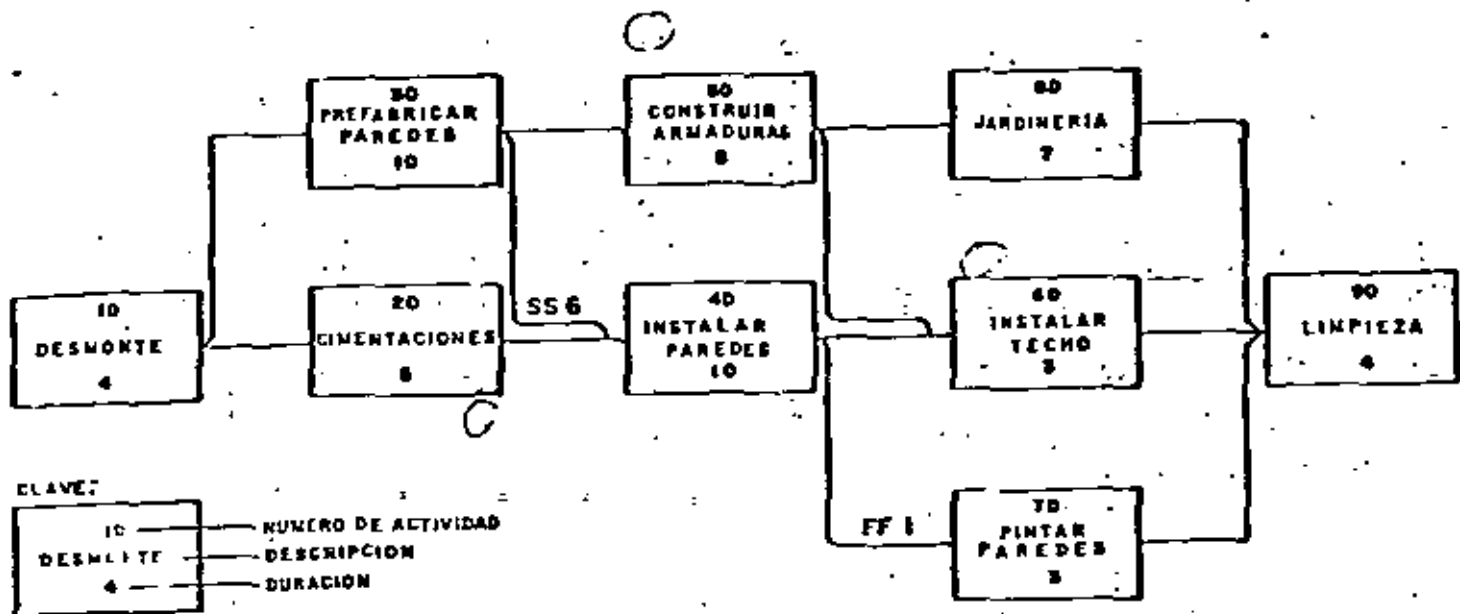 30
PREFABRICAR
PAREDES
10
CONSTRUIR
ARMADURAS
JARDINERIA
7
10
DESMONTE
4
20
CIMENTACIONES
SS 6
40
INSTALAR
PAREDES
10
60
INSTALAR
TECHO
90
LIMPIEZA
4
FF 1
70
PINTAR
PAREDES
CLAVE:
10 NUMERO DE ACTIVIDAD
DESCRIPCION
4 DURACION